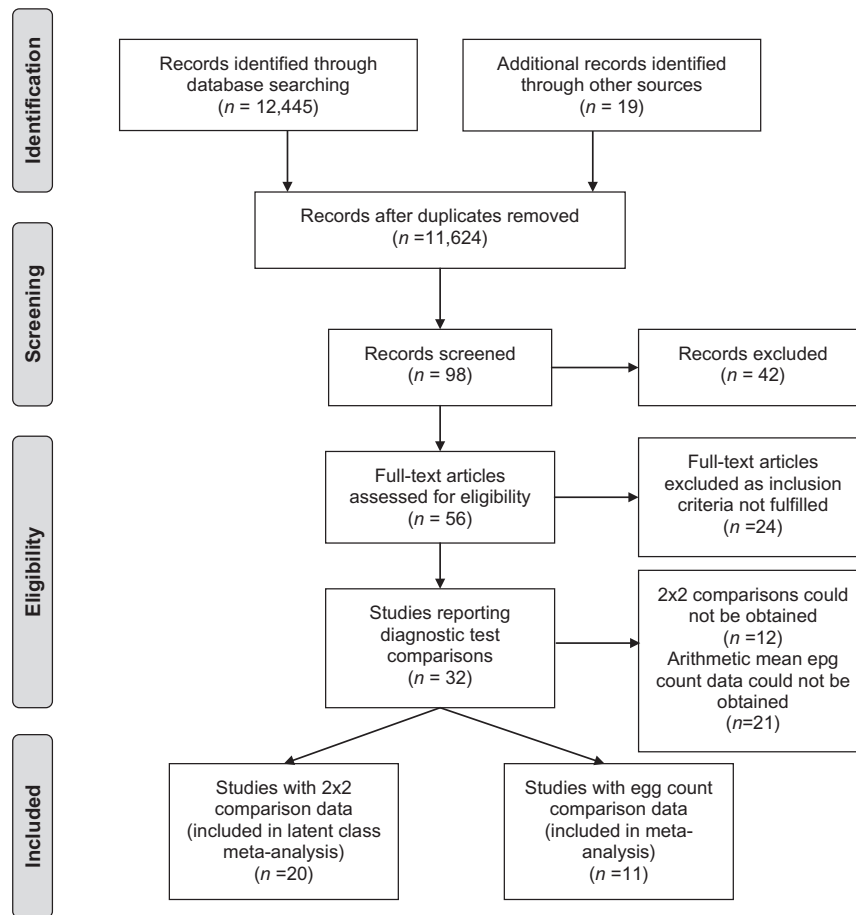 Identification
Records identified through
database searching
(n = 12,445)
Additional records identified
through other sources
(n = 19)
Records after duplicates removed
(n =11,624)
Screening
Records screened
(n = 98)
Records excluded
(n = 42)
Eligibility
Full-text articles
assessed for eligibility
(n = 56)
Full-text articles
excluded as inclusion
criteria not fulfilled
(n =24)
Studies reporting
diagnostic test
comparisons
(n = 32)
2x2 comparisons could
not be obtained
(n =12)
Arithmetic mean epg
count data could not be
obtained
(n=21)
Included
Studies with 2x2
comparison data
(included in latent class
meta-analysis)
(n =20)
Studies with egg count
comparison data
(included in meta-
analysis)
(n =11)